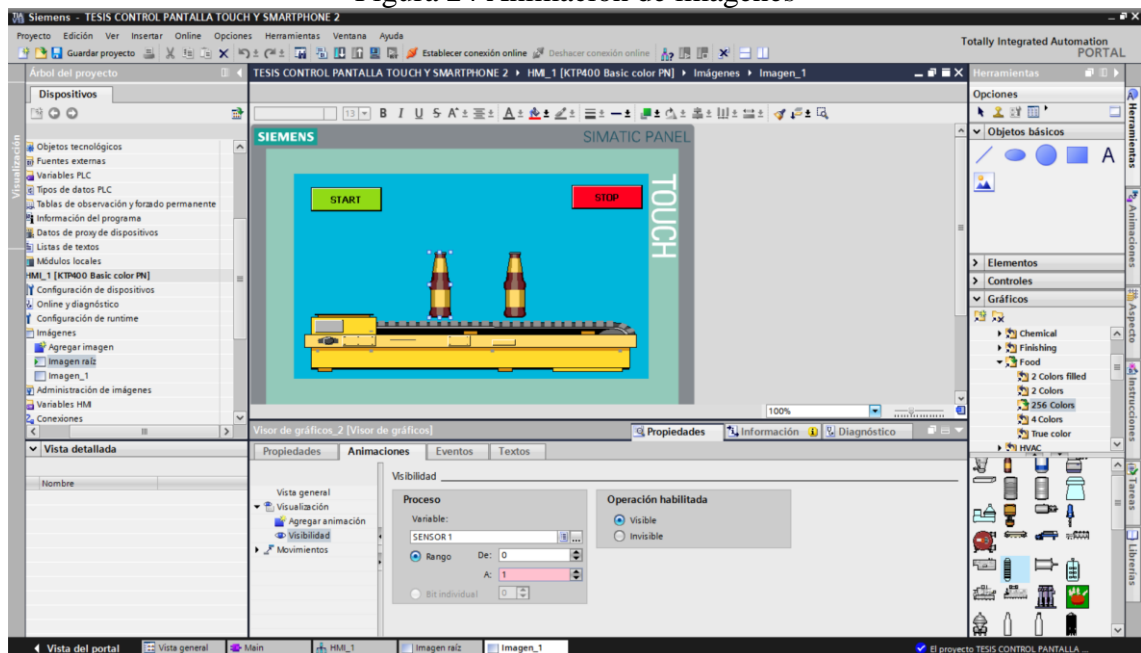 Figura 24 Animación de imágenes
Siemens - TESIS CONTROL PANTALLA TOUCH Y SMARTPHONE 2
Proyecto Edición Ver Insertar Online Opciones Herramientas Ventana Ayuda
Totally Integrated Automation
PORTAL
Guardar proyecto
Establecer conexión online
Deshacer conexión online
Árbol del proyecto
TESIS CONTROL PANTALLA TOUCH Y SMARTPHONE 2 HMI_1 [KTP400 Basic color PN] Imágenes Imagen_1
Herramientas
Dispositivos
Opciones
Visualización
Objetos tecnológicos
Fuentes externas
Variables PLC
Tipos de datos PLC
Tablas de observación y forzado permanente
Información del programa
Datos de proxy de dispositivos
Listas de textos
Módulos locales
HMI_1 [KTP400 Basic color PN]
Configuración de dispositivos
Online y diagnóstico
Configuración de runtime
Imágenes
Agregar imagen
Imagen raíz
Imagen_1
Administración de imágenes
Variables HMI
Conexiones
Vista detallada
Nombre
13 B I U S A
SIEMENS
SIMATIC PANEL
TOUCH
START
STOP
100%
Visor de gráficos_2 [Visor de gráficos]
Propiedades
Información
Diagnóstico
Propiedades Animaciones Eventos Textos
Vista general
Visualización
Agregar animación
Visibilidad
Movimientos
Visibilidad
Proceso
Variable:
SENSOR 1
Rango De: 0
A: 1
Bit individual 0
Operación habilitada
Visible
Invisible
Objetos básicos
A
Elementos
Controles
Gráficos
Chemical
Finishing
Food
2 Colors filled
2 Colors
256 Colors
4 Colors
True color
HVAC
Herramientas
Animaciones
Aspecto
Instrucciones
Tareas
Librerías
Vista del portal
Vista general
Main
HMI_1
Imagen raíz
Imagen_1
El proyecto TESIS CONTROL PANTALLA ...